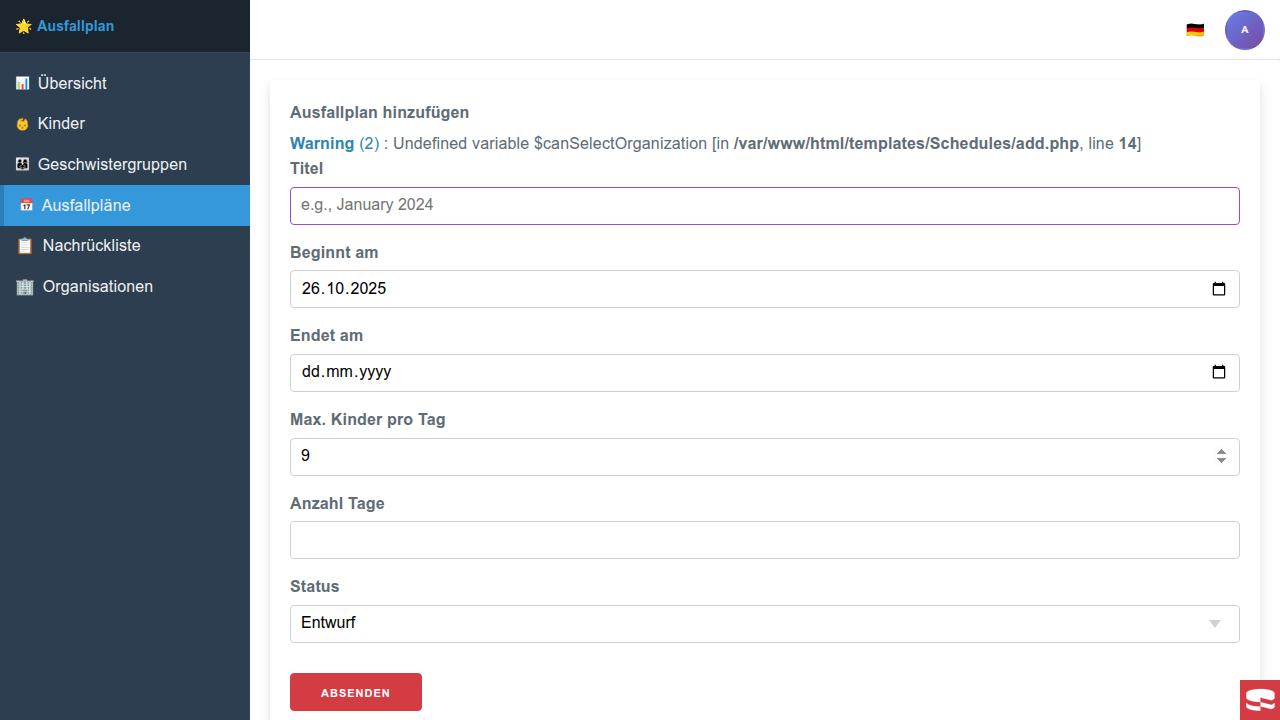 Ausfallplan
A
Übersicht
Kinder
Geschwistergruppen
Ausfallpläne
Nachrückliste
Organisationen
Ausfallplan hinzufügen
Warning (2) : Undefined variable $canSelectOrganization [in /var/www/html/templates/Schedules/add.php, line 14]
Titel
e.g., January 2024
Beginnt am
26.10.2025
Endet am
dd.mm.yyyy
Max. Kinder pro Tag
9
Anzahl Tage
Status
Entwurf
ABSENDEN